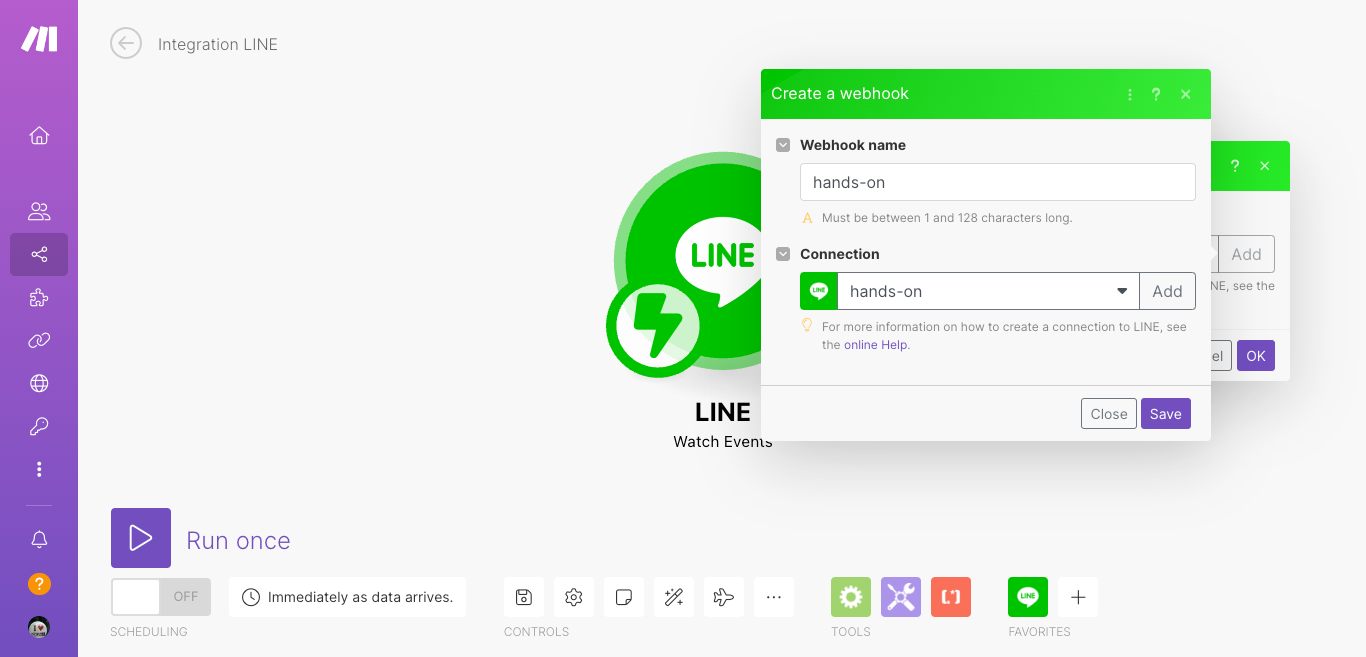 Integration LINE
Create a webhook
?
?
Webhook name
hands-on
A Must be between 1 and 128 characters long.
Connection
LINE
hands-on
Add
Add
For more information on how to create a connection to LINE, see
the online Help.
NE, see the
el
OK
Close
Save
LINE
LINE
Watch Events
Run once
OFF
Immediately as data arrives.
...
[.*]
LINE
SCHEDULING
CONTROLS
TOOLS
FAVORITES
?